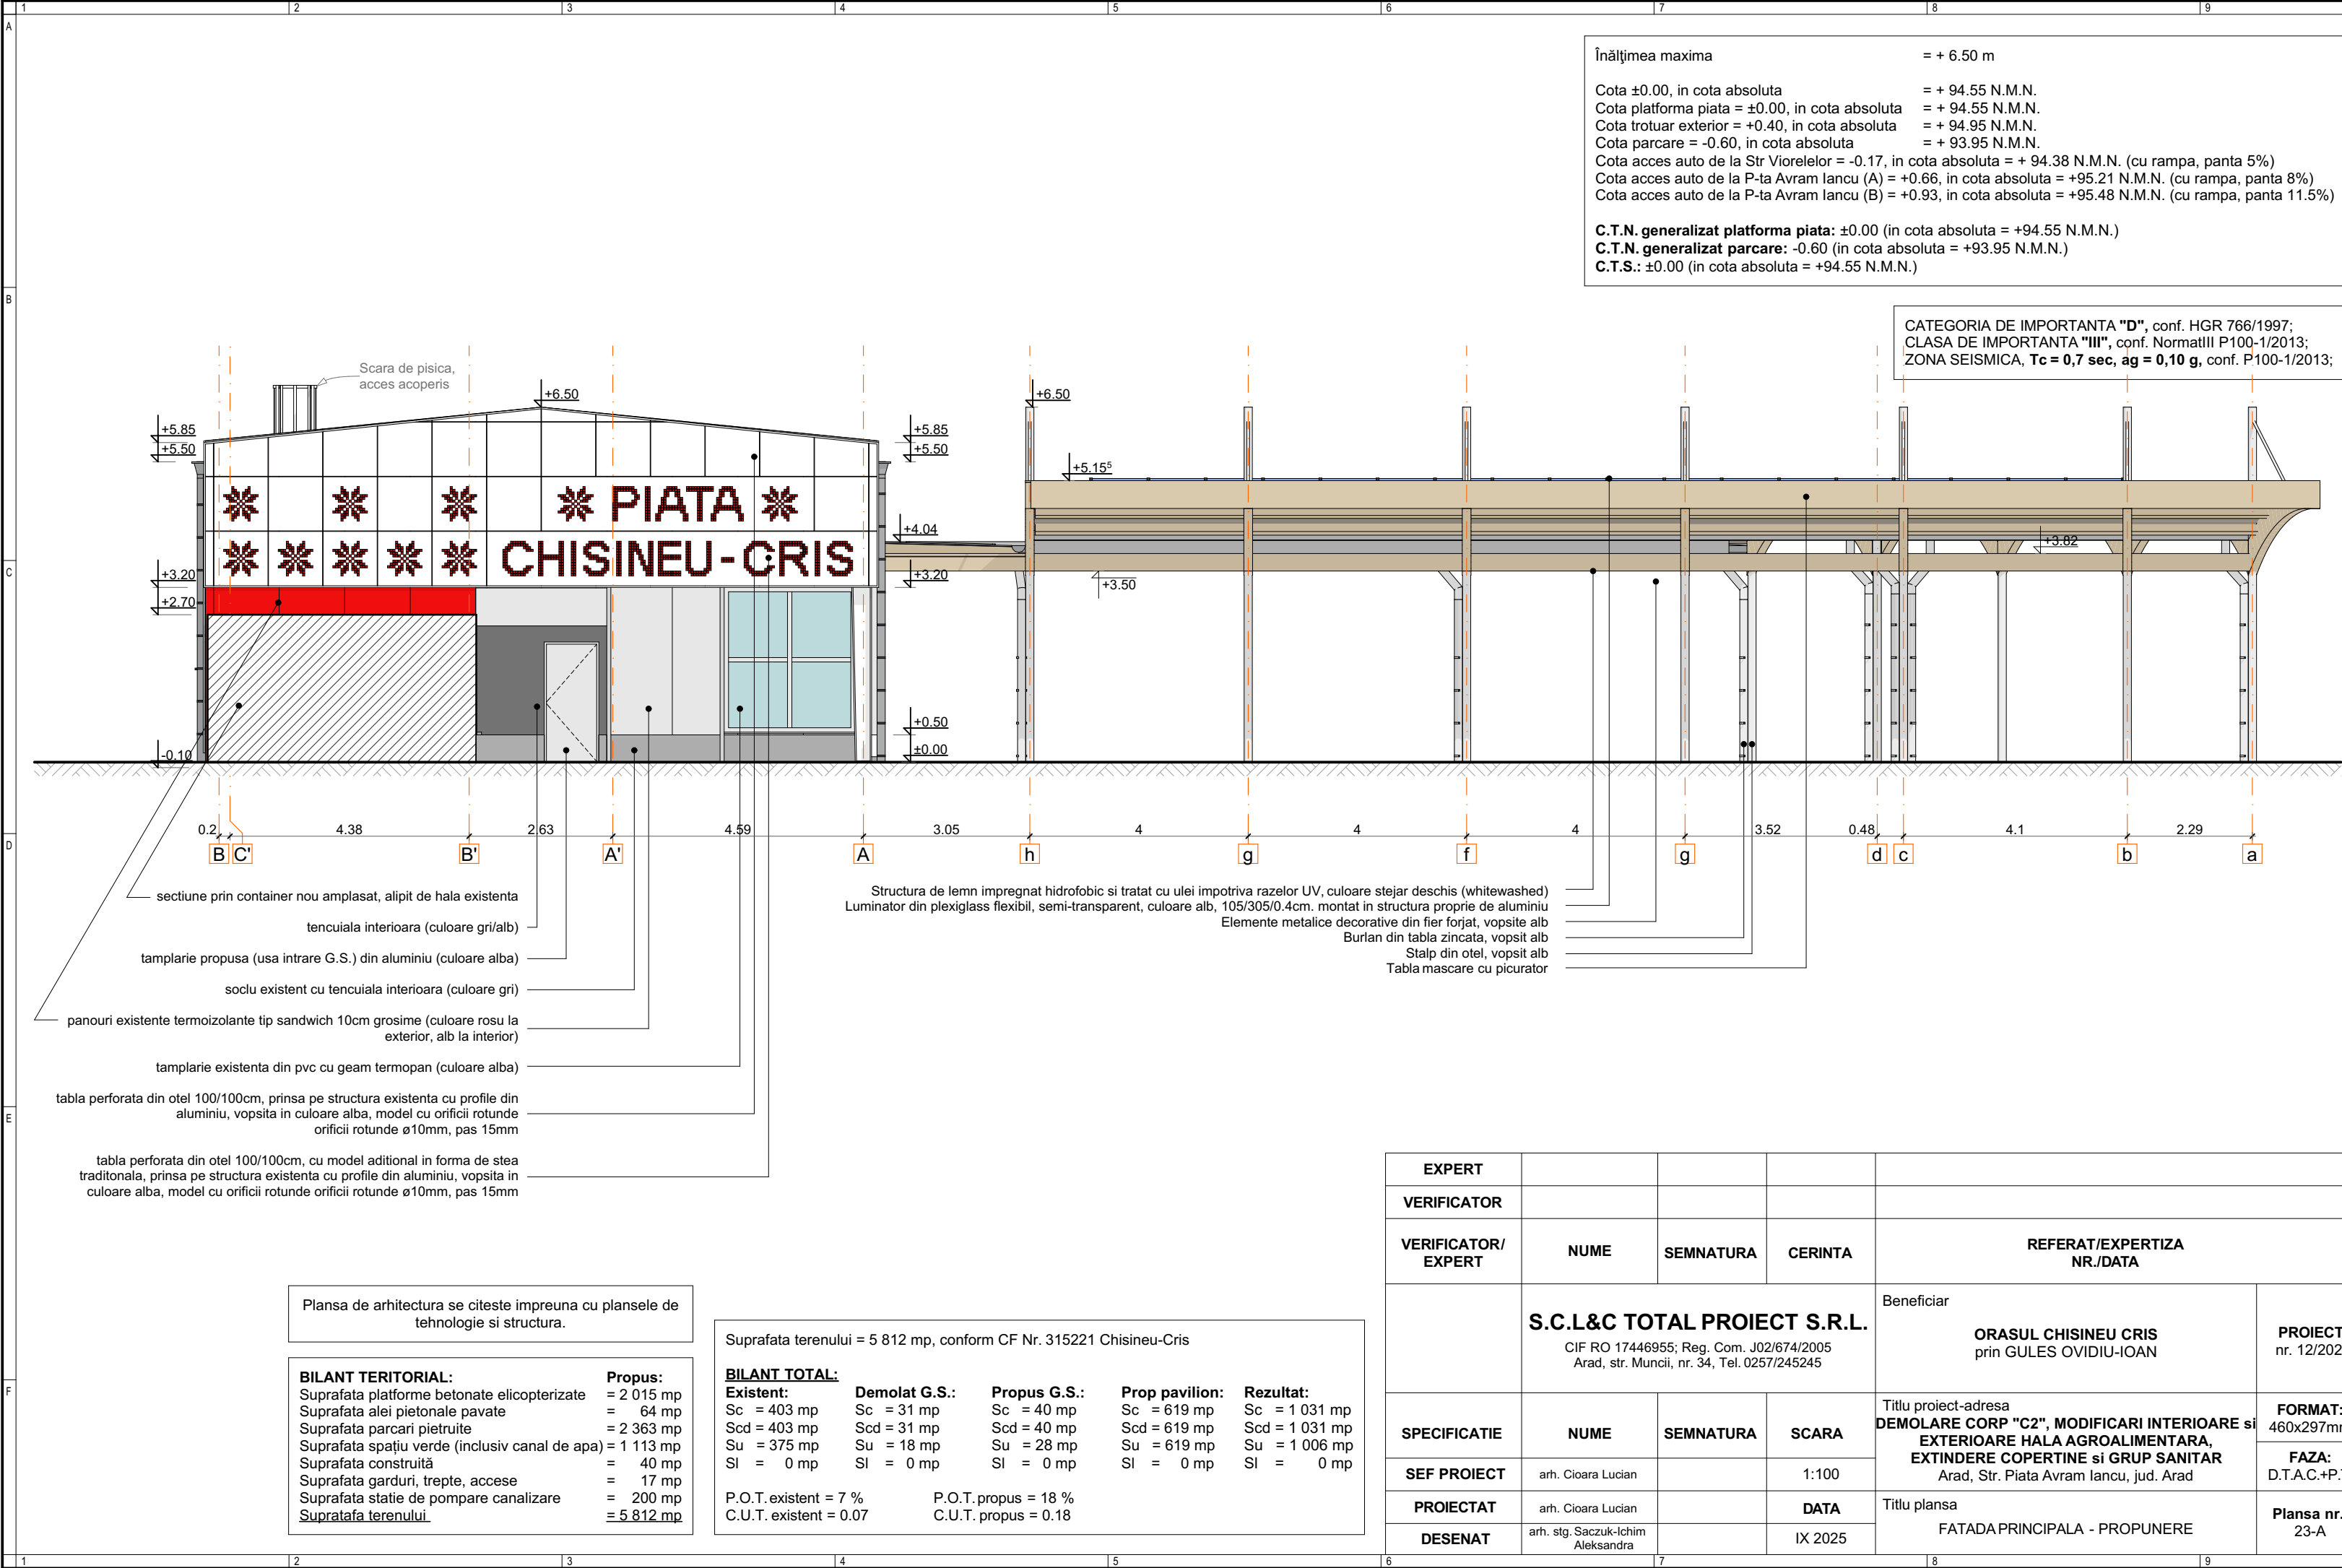 1 2 3 4 5 6 7 8 9
A
B
C
D
E
F
Înălţimea maxima = + 6.50 m
Cota ±0.00, in cota absoluta = + 94.55 N.M.N.
Cota platforma piata = ±0.00, in cota absoluta = + 94.55 N.M.N.
Cota trotuar exterior = +0.40, in cota absoluta = + 94.95 N.M.N.
Cota parcare = -0.60, in cota absoluta = + 93.95 N.M.N.
Cota acces auto de la Str Viorelelor = -0.17, in cota absoluta = + 94.38 N.M.N. (cu rampa, panta 5%)
Cota acces auto de la P-ta Avram Iancu (A) = +0.66, in cota absoluta = +95.21 N.M.N. (cu rampa, panta 8%)
Cota acces auto de la P-ta Avram Iancu (B) = +0.93, in cota absoluta = +95.48 N.M.N. (cu rampa, panta 11.5%)
C.T.N. generalizat platforma piata: ±0.00 (in cota absoluta = +94.55 N.M.N.)
C.T.N. generalizat parcare: -0.60 (in cota absoluta = +93.95 N.M.N.)
C.T.S.: ±0.00 (in cota absoluta = +94.55 N.M.N.)
CATEGORIA DE IMPORTANTA "D", conf. HGR 766/1997;
CLASA DE IMPORTANTA "III", conf. NormatIII P100-1/2013;
ZONA SEISMICA, Tc = 0,7 sec, ag = 0,10 g, conf. P100-1/2013;
Scara de pisica,
acces acoperis
+6.50 +6.50
+5.85 +5.85
+5.50 +5.50
+5.15⁵
PIATA
+4.04
+3.82
CHISINEU-CRIS
+3.20 +3.20
+3.50
+2.70
+0.50
±0.00
-0.10
0.2 4.38 2.63 4.59 3.05 4 4 4 3.52 0.48 4.1 2.29
B C' B' A' A h g f g d c b a
sectiune prin container nou amplasat, alipit de hala existenta
tencuiala interioara (culoare gri/alb)
tamplarie propusa (usa intrare G.S.) din aluminiu (culoare alba)
soclu existent cu tencuiala interioara (culoare gri)
panouri existente termoizolante tip sandwich 10cm grosime (culoare rosu la
exterior, alb la interior)
tamplarie existenta din pvc cu geam termopan (culoare alba)
tabla perforata din otel 100/100cm, prinsa pe structura existenta cu profile din
aluminiu, vopsita in culoare alba, model cu orificii rotunde
orificii rotunde ø10mm, pas 15mm
tabla perforata din otel 100/100cm, cu model aditional in forma de stea
traditonala, prinsa pe structura existenta cu profile din aluminiu, vopsita in
culoare alba, model cu orificii rotunde orificii rotunde ø10mm, pas 15mm
Structura de lemn impregnat hidrofobic si tratat cu ulei impotriva razelor UV, culoare stejar deschis (whitewashed)
Luminator din plexiglass flexibil, semi-transparent, culoare alb, 105/305/0.4cm. montat in structura proprie de aluminiu
Elemente metalice decorative din fier forjat, vopsite alb
Burlan din tabla zincata, vopsit alb
Stalp din otel, vopsit alb
Tabla mascare cu picurator
Plansa de arhitectura se citeste impreuna cu plansele de
tehnologie si structura.
BILANT TERITORIAL: Propus:
Suprafata platforme betonate elicopterizate = 2 015 mp
Suprafata alei pietonale pavate = 64 mp
Suprafata parcari pietruite = 2 363 mp
Suprafata spaţiu verde (inclusiv canal de apa) = 1 113 mp
Suprafata construită = 40 mp
Suprafata garduri, trepte, accese = 17 mp
Suprafata statie de pompare canalizare = 200 mp
Supratafa terenului = 5 812 mp
Suprafata terenului = 5 812 mp, conform CF Nr. 315221 Chisineu-Cris
BILANT TOTAL:
Existent: Demolat G.S.: Propus G.S.: Prop pavilion: Rezultat:
Sc = 403 mp Sc = 31 mp Sc = 40 mp Sc = 619 mp Sc = 1 031 mp
Scd = 403 mp Scd = 31 mp Scd = 40 mp Scd = 619 mp Scd = 1 031 mp
Su = 375 mp Su = 18 mp Su = 28 mp Su = 619 mp Su = 1 006 mp
Sl = 0 mp Sl = 0 mp Sl = 0 mp Sl = 0 mp Sl = 0 mp
P.O.T. existent = 7 % P.O.T. propus = 18 %
C.U.T. existent = 0.07 C.U.T. propus = 0.18
EXPERT
VERIFICATOR
VERIFICATOR/
EXPERT
NUME SEMNATURA CERINTA
REFERAT/EXPERTIZA
NR./DATA
S.C.L&C TOTAL PROIECT S.R.L.
CIF RO 17446955; Reg. Com. J02/674/2005
Arad, str. Muncii, nr. 34, Tel. 0257/245245
Beneficiar
ORASUL CHISINEU CRIS
prin GULES OVIDIU-IOAN
PROIECT
nr. 12/202
SPECIFICATIE NUME SEMNATURA SCARA
Titlu proiect-adresa
DEMOLARE CORP "C2", MODIFICARI INTERIOARE si
EXTERIOARE HALA AGROALIMENTARA,
EXTINDERE COPERTINE si GRUP SANITAR
Arad, Str. Piata Avram Iancu, jud. Arad
FORMAT:
460x297m
FAZA:
D.T.A.C.+P.
SEF PROIECT arh. Cioara Lucian 1:100
PROIECTAT arh. Cioara Lucian DATA
DESENAT arh. stg. Saczuk-Ichim
Aleksandra
IX 2025
Titlu plansa
FATADA PRINCIPALA - PROPUNERE
Plansa nr.
23-A
1 2 3 4 5 6 7 8 9